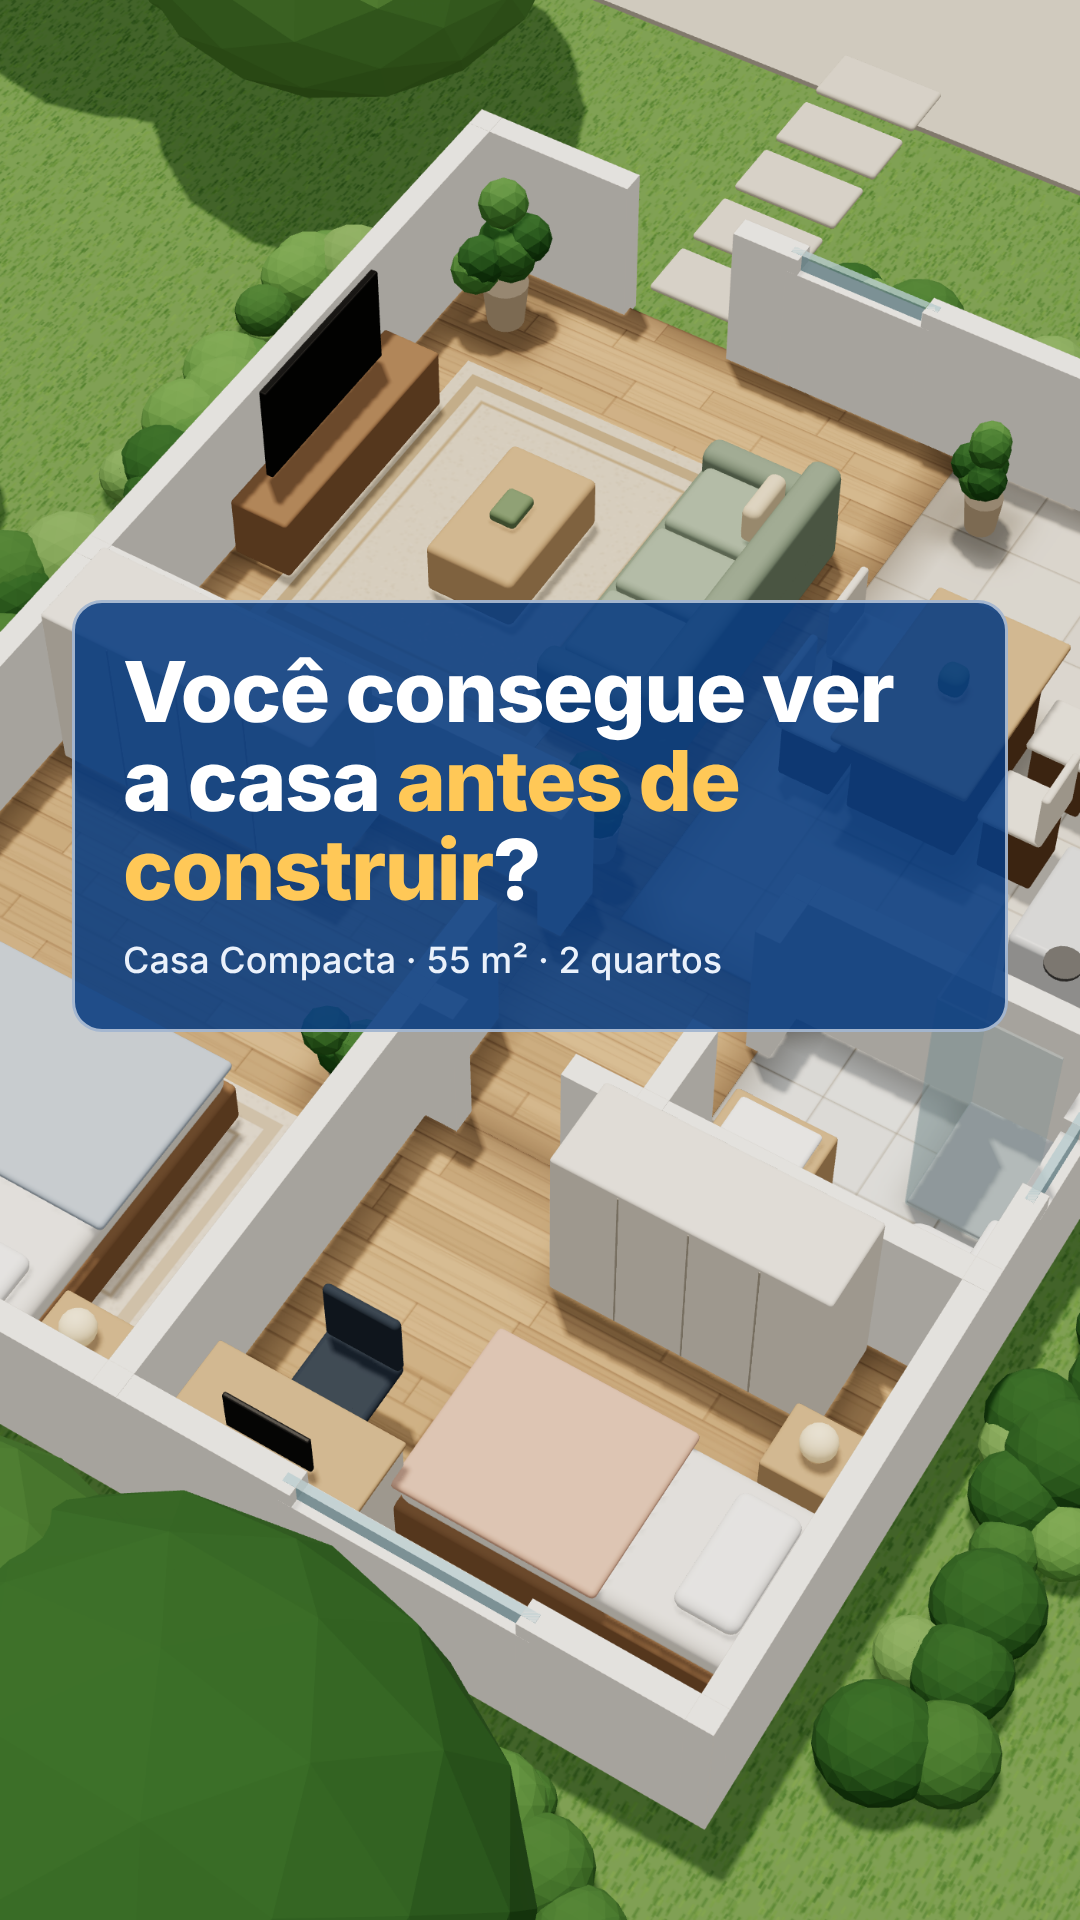 Você consegue ver
a casa antes de
construir?
Casa Compacta · 55 m² · 2 quartos